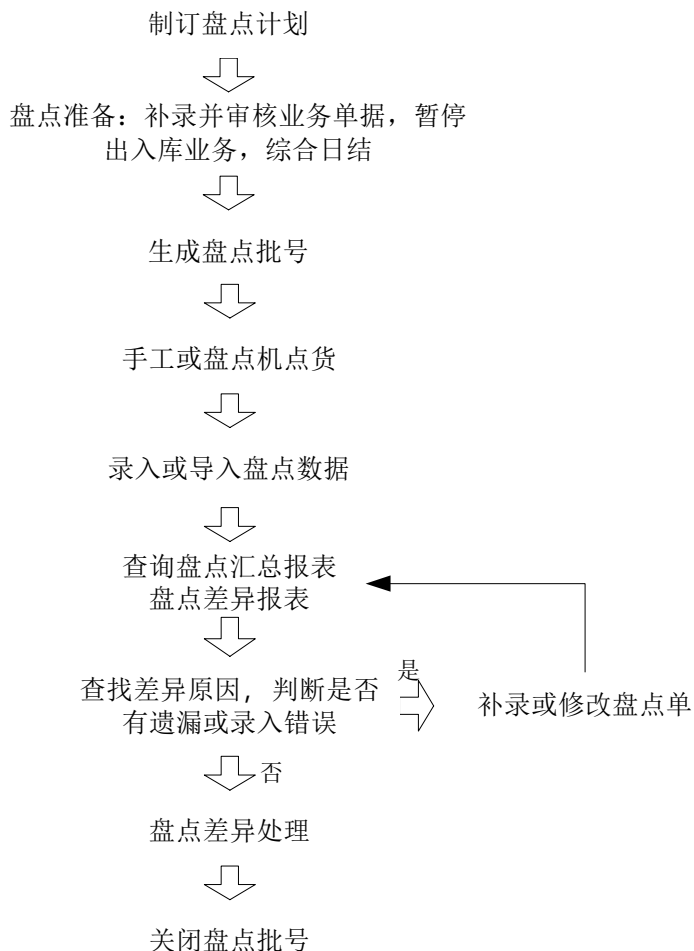 制订盘点计划
盘点准备：补录并审核业务单据，暂停
出入库业务，综合日结
生成盘点批号
手工或盘点机点货
录入或导入盘点数据
查询盘点汇总报表
盘点差异报表
查找差异原因，判断是否
有遗漏或录入错误
是
补录或修改盘点单
否
盘点差异处理
关闭盘点批号